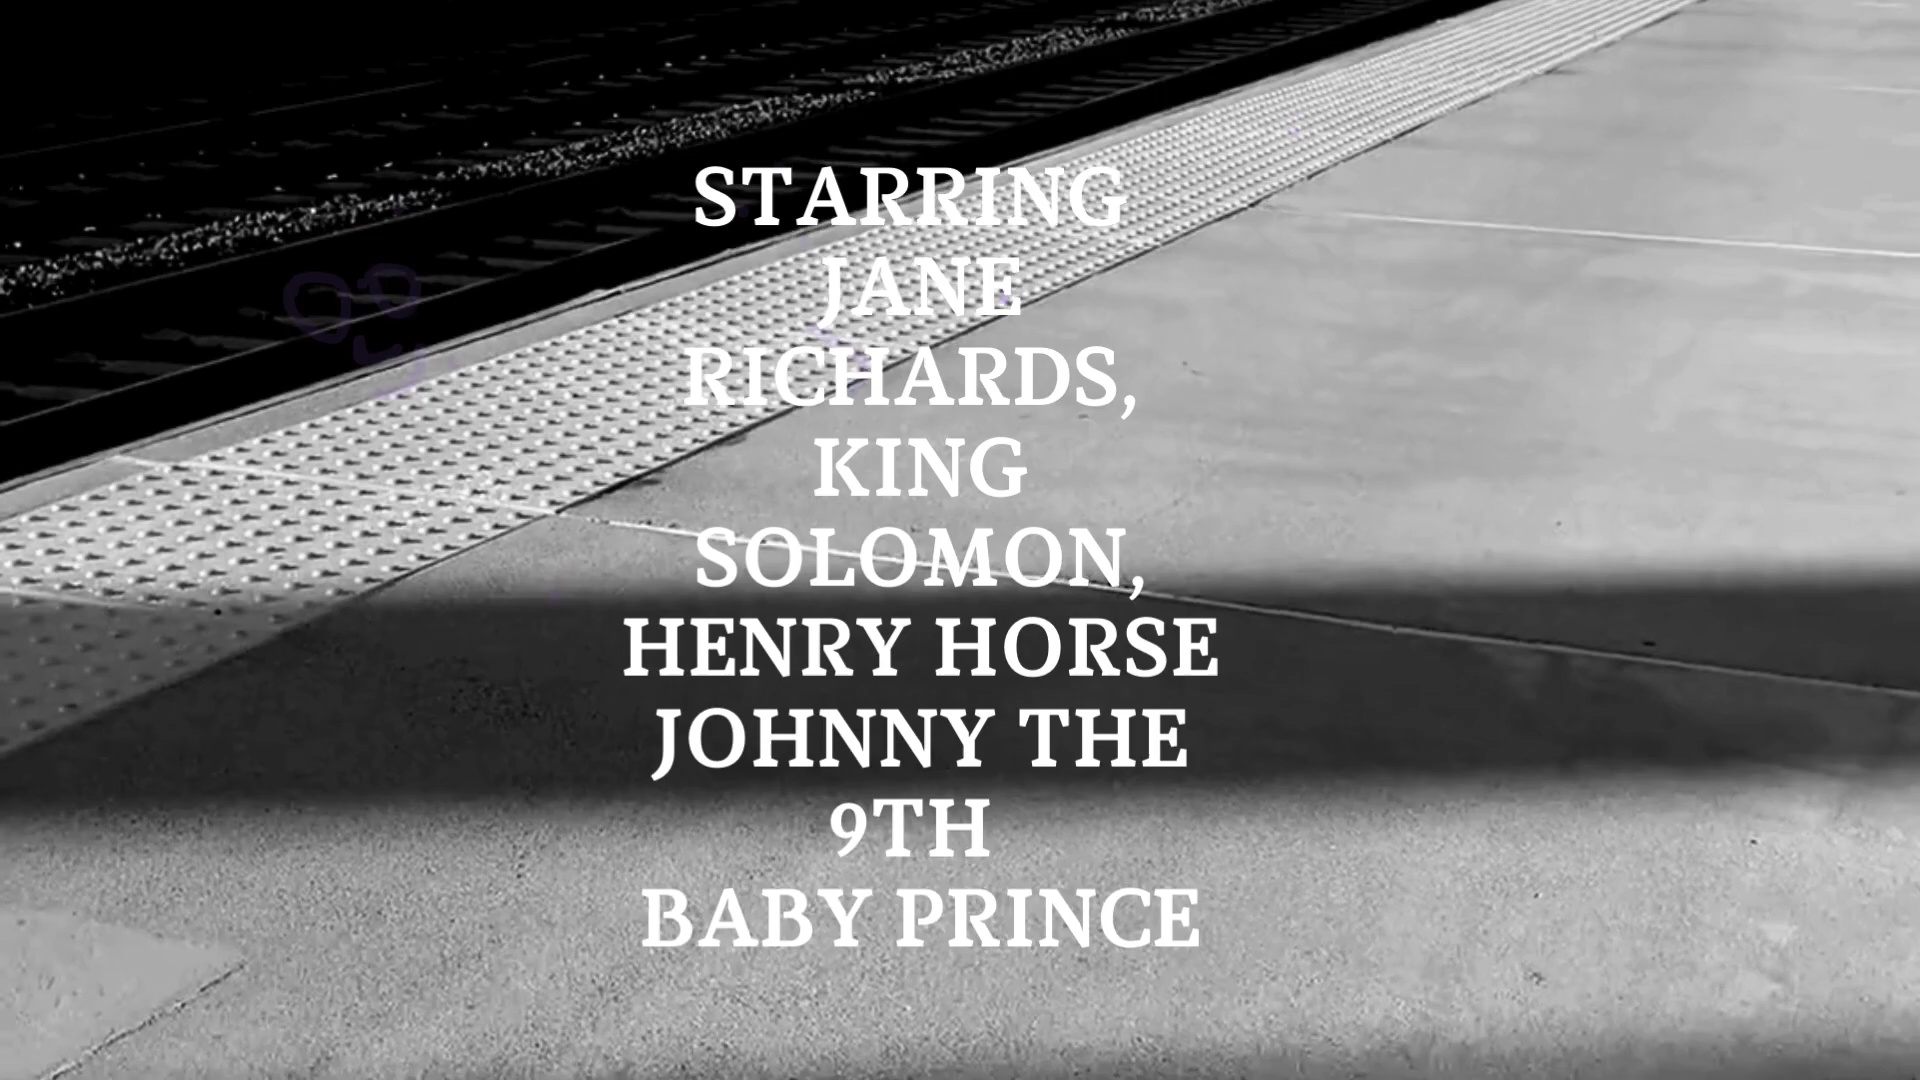 STARRING
JANE
RICHARDS,
KING
SOLOMON,
HENRY HORSE
JOHNNY THE
9TH
BABY PRINCE